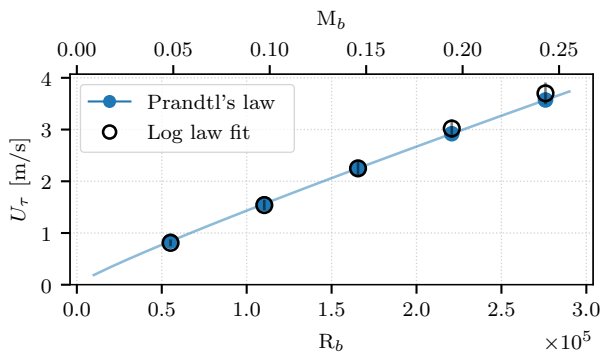 M_b
0.00 0.05 0.10 0.15 0.20 0.25
Prandtl's law
Log law fit
U_τ [m/s]
4
3
2
1
0
0.0 0.5 1.0 1.5 2.0 2.5 3.0
R_b ×10^5